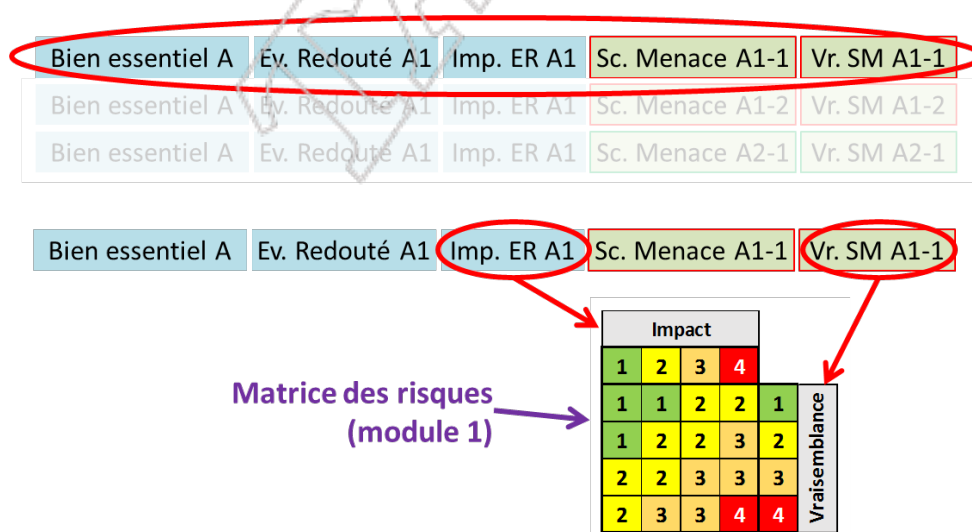 Bien essentiel A Ev. Redouté A1 Imp. ER A1 Sc. Menace A1-1 Vr. SM A1-1
Bien essentiel A Ev. Redouté A1 Imp. ER A1 Sc. Menace A1-2 Vr. SM A1-2
Bien essentiel A Ev. Redouté A1 Imp. ER A1 Sc. Menace A2-1 Vr. SM A2-1
Bien essentiel A Ev. Redouté A1 Imp. ER A1 Sc. Menace A1-1 Vr. SM A1-1
Impact
1 2 3 4
Matrice des risques
(module 1)
1 1 2 2 1
1 2 2 3 2
2 2 3 3 3
2 3 3 4 4
Vraisemblance